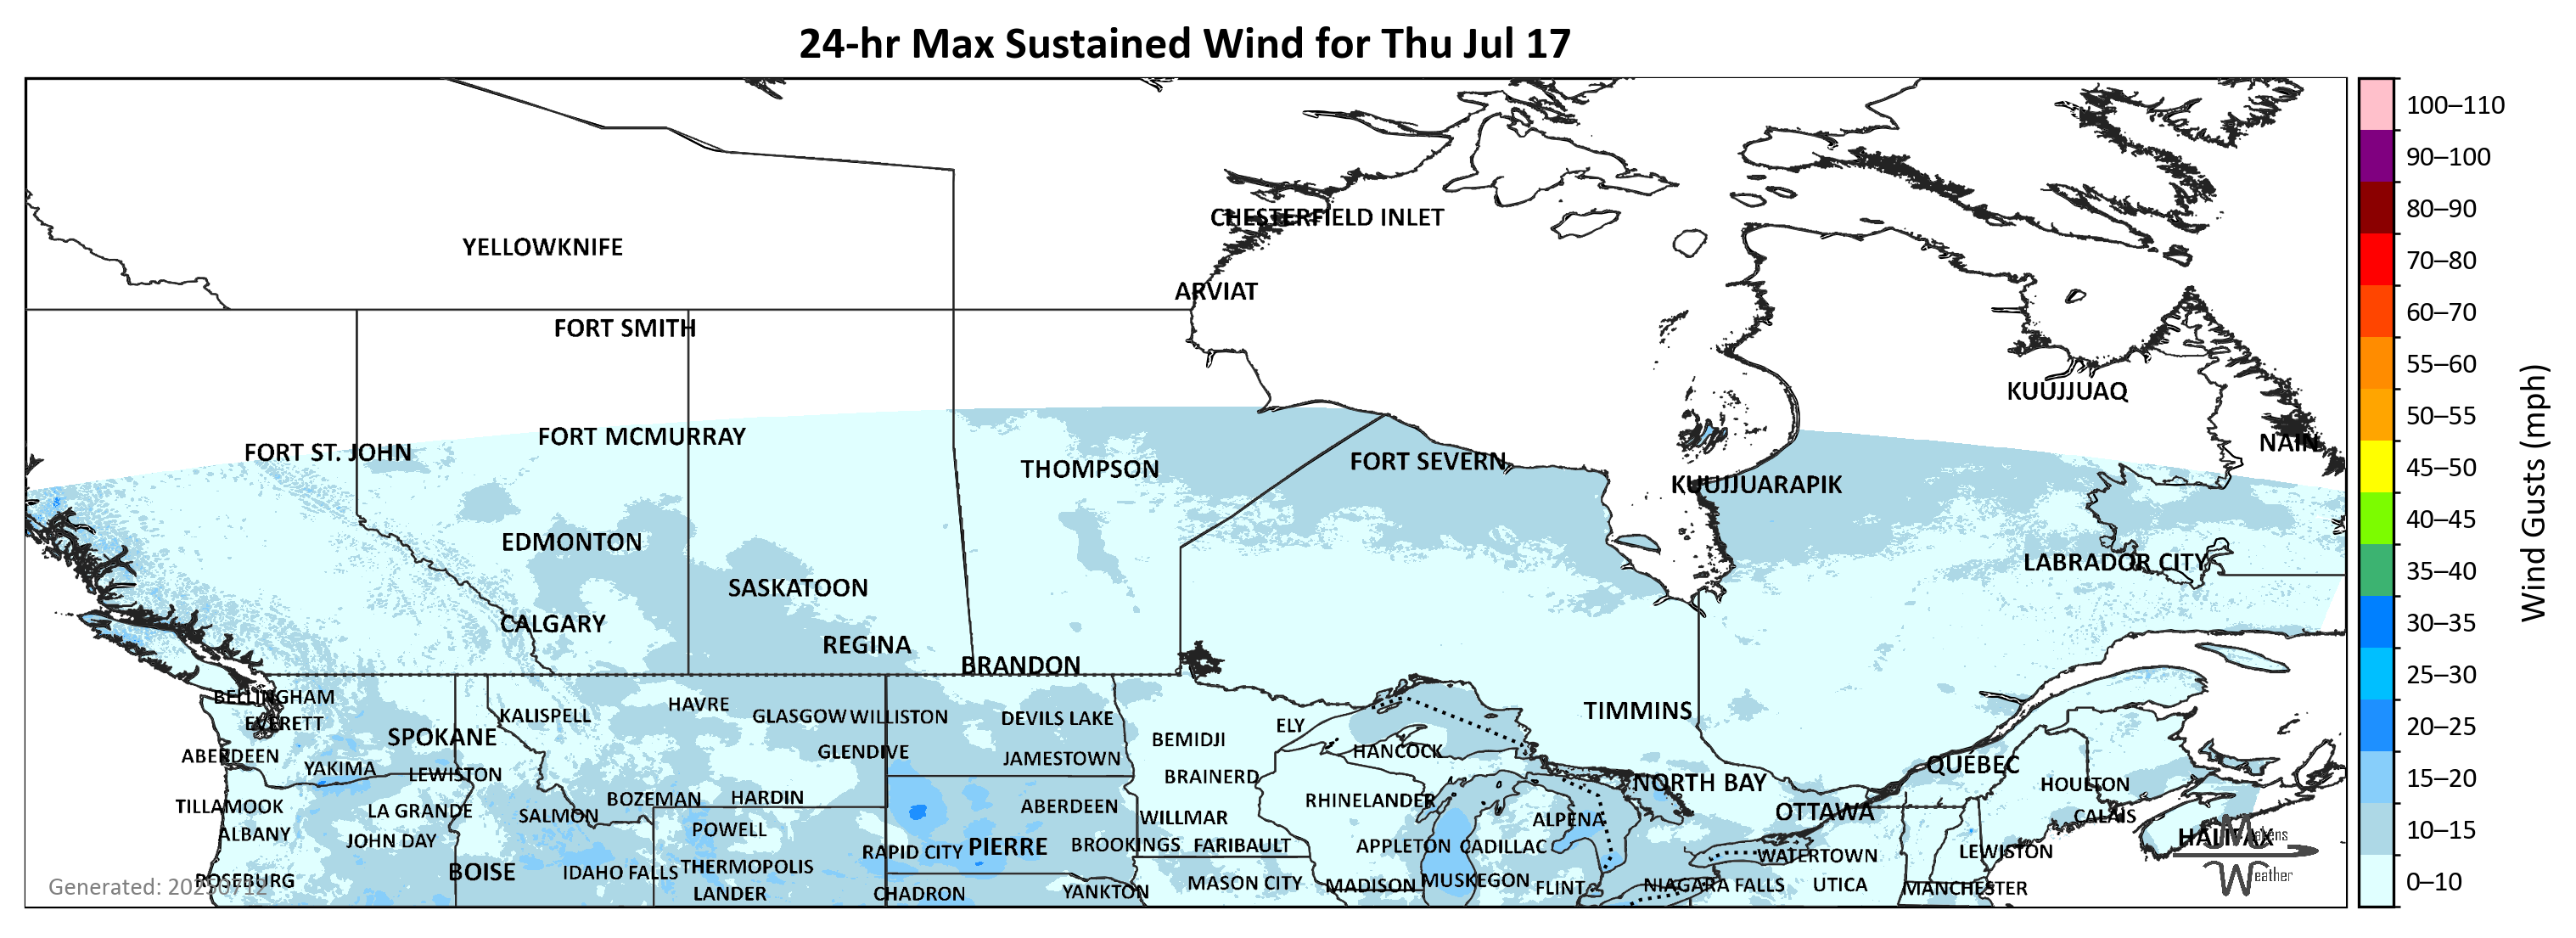 24-hr Max Sustained Wind for Thu Jul 17
100–110
90–100
80–90
70–80
60–70
55–60
50–55
45–50
40–45
35–40
30–35
25–30
20–25
15–20
10–15
0–10
Wind Gusts (mph)
CHESTERFIELD INLET
YELLOWKNIFE
ARVIAT
FORT SMITH
KUUJJUAQ
FORT MCMURRAY
NAIN
FORT ST. JOHN
FORT SEVERN
THOMPSON
KUUJJUARAPIK
EDMONTON
LABRADOR CITY
SASKATOON
CALGARY
REGINA
BRANDON
BELLINGHAM
HAVRE
TIMMINS
KALISPELL
GLASGOW WILLISTON
DEVILS LAKE
EVERETT
ELY
SPOKANE
BEMIDJI
HANCOCK
GLENDIVE
ABERDEEN
JAMESTOWN
QUÉBEC
YAKIMA
LEWISTON
BRAINERD
NORTH BAY
HOULTON
BOZEMAN
HARDIN
RHINELANDER
TILLAMOOK
LA GRANDE
ABERDEEN
SALMON
WILLMAR
OTTAWA
CALAIS
ALPENA
ALBANY
POWELL
HALIFAX
JOHN DAY
PIERRE
BROOKINGS
FARIBAULT
APPLETON
CADILLAC
RAPID CITY
LEWISTON
WATERTOWN
BOISE
IDAHO FALLS
THERMOPOLIS
Weather
ROSEBURG
MASON CITY
MADISON
MUSKEGON
FLINT
NIAGARA FALLS
UTICA
MANCHESTER
Generated: 20250712
LANDER
CHADRON
YANKTON